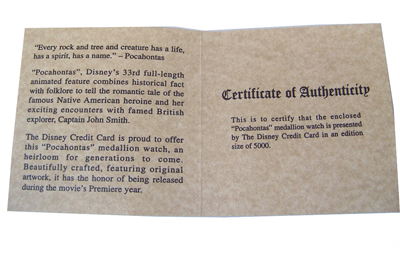 “Every rock and tree and creature has a life,
has a spirit, has a name.” – Pocahontas
“Pocahontas”, Disney’s 33rd full-length
animated feature combines historical fact
with folklore to tell the romantic tale of the
famous Native American heroine and her
exciting encounters with famed British
explorer, Captain John Smith.
The Disney Credit Card is proud to offer
this “Pocahontas” medallion watch, an
heirloom for generations to come.
Beautifully crafted, featuring original
artwork, it has the honor of being released
during the movie’s Premiere year.
Certificate of Authenticity
This is to certify that the enclosed
“Pocahontas” medallion watch is presented
by The Disney Credit Card in an edition
size of 5000.